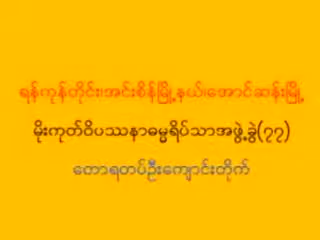 ရန်ကုန်တိုင်း၊အင်းစိန်မြို့နယ်၊အောင်ဆန်းမြို့
မိုးကုတ်ဝိပဿနာဓမ္မရိပ်သာအဖွဲ့ခွဲ(၇၇)
တောရတပ်ဦးကျောင်းတိုက်